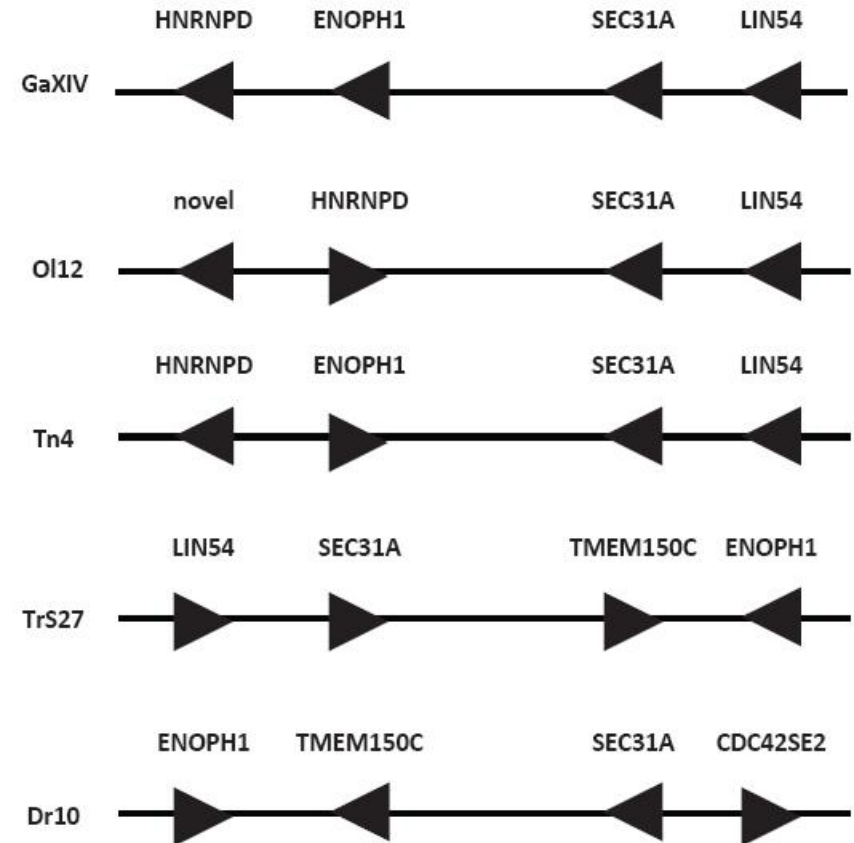 HNRNPD ENOPH1 SEC31A LIN54
GaXIV
novel HNRNPD SEC31A LIN54
Ol12
HNRNPD ENOPH1 SEC31A LIN54
Tn4
LIN54 SEC31A TMEM150C ENOPH1
TrS27
ENOPH1 TMEM150C SEC31A CDC42SE2
Dr10